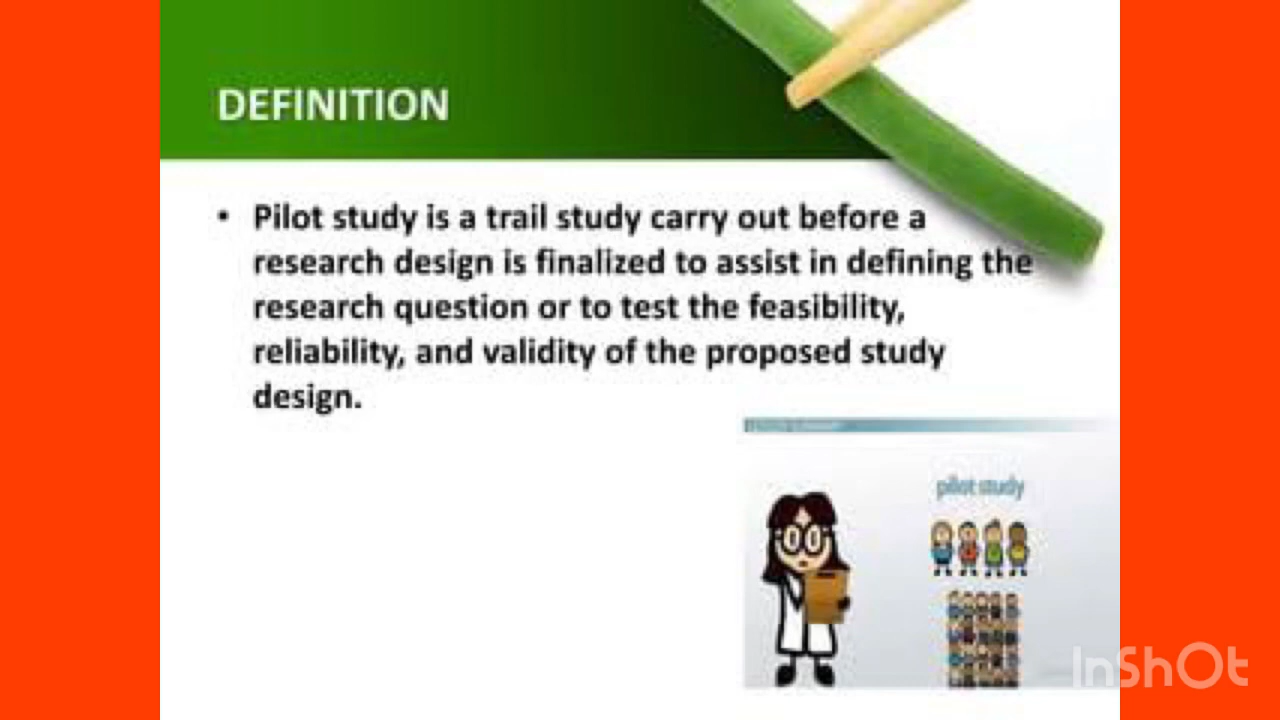 DEFINITION
• Pilot study is a trail study carry out before a
research design is finalized to assist in defining the
research question or to test the feasibility,
reliability, and validity of the proposed study
design.
pilot study
InShOt